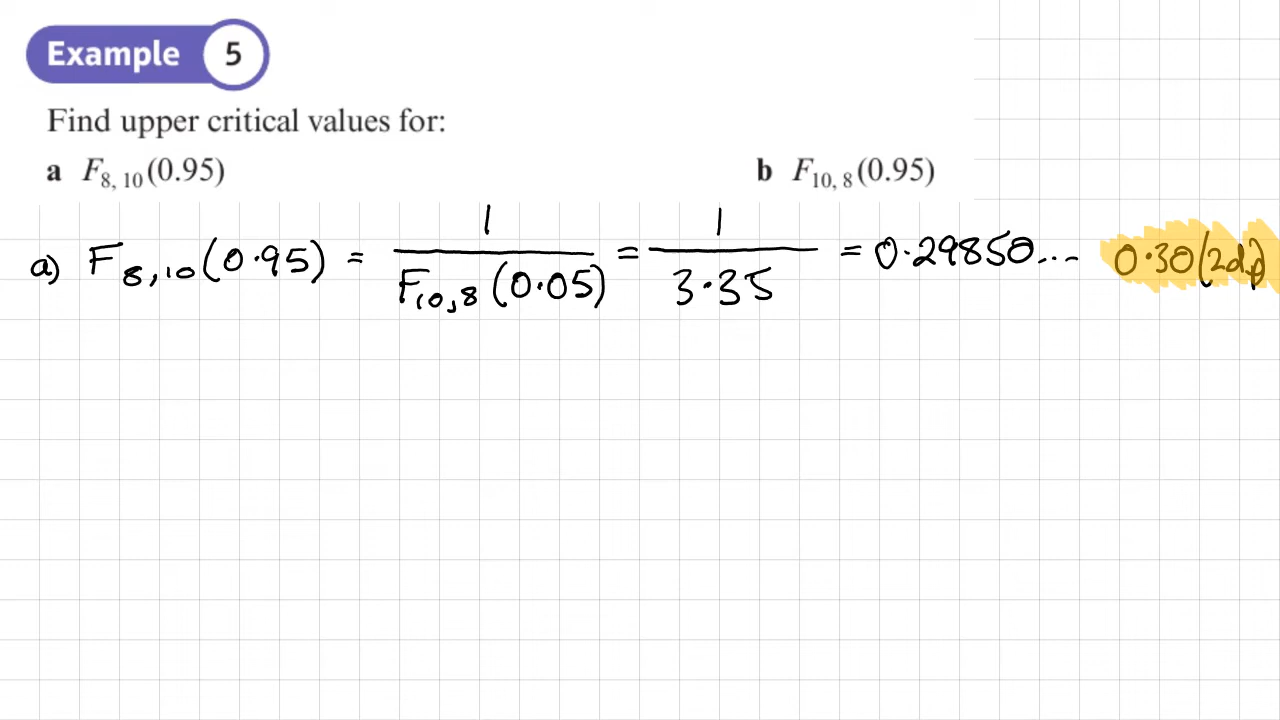 Example 5
Find upper critical values for:
a F₈, ₁₀(0.95) b F₁₀, ₈(0.95)
a) F₈,₁₀(0.95) = 1/(F₁₀,₈(0.05)) = 1/3.35 = 0.29850... 0.30(2dp)